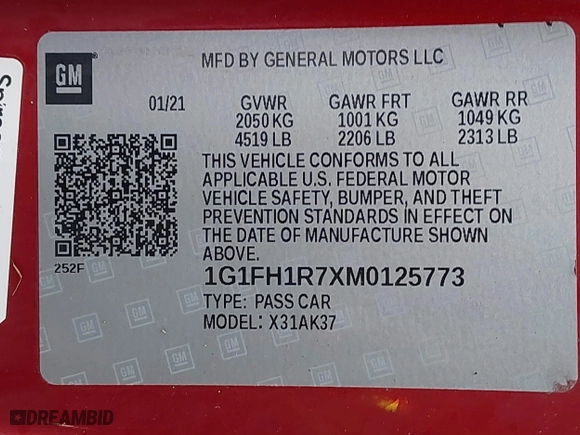 GM
MFD BY GENERAL MOTORS LLC
01/21 GVWR GAWR FRT GAWR RR
2050 KG 1001 KG 1049 KG
4519 LB 2206 LB 2313 LB
THIS VEHICLE CONFORMS TO ALL
APPLICABLE U.S. FEDERAL MOTOR
VEHICLE SAFETY, BUMPER, AND THEFT
PREVENTION STANDARDS IN EFFECT ON
THE DATE OF MANUFACTURE SHOWN
ABOVE.
252F
1G1FH1R7XM0125773
TYPE: PASS CAR
MODEL: X31AK37
DREAMBID